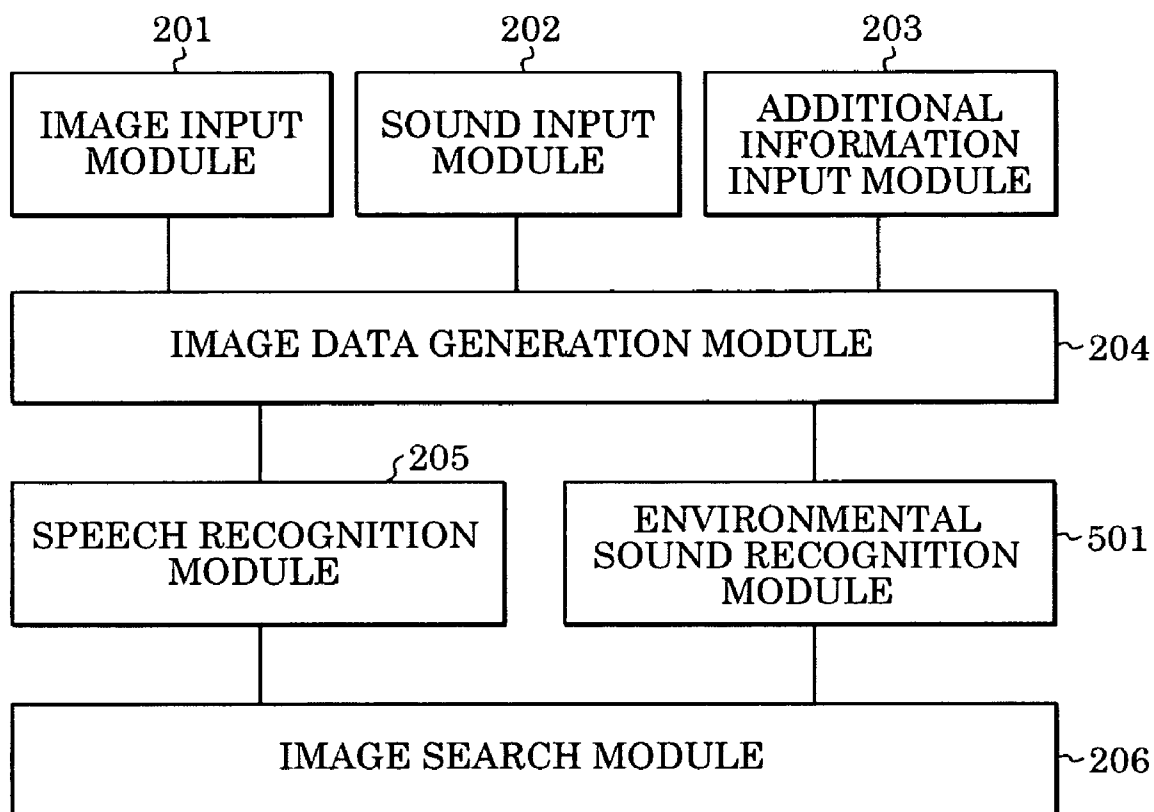 201
202
203
IMAGE INPUT
MODULE
SOUND INPUT
MODULE
ADDITIONAL
INFORMATION
INPUT MODULE
IMAGE DATA GENERATION MODULE
204
205
SPEECH RECOGNITION
MODULE
ENVIRONMENTAL
SOUND RECOGNITION
MODULE
501
IMAGE SEARCH MODULE
206